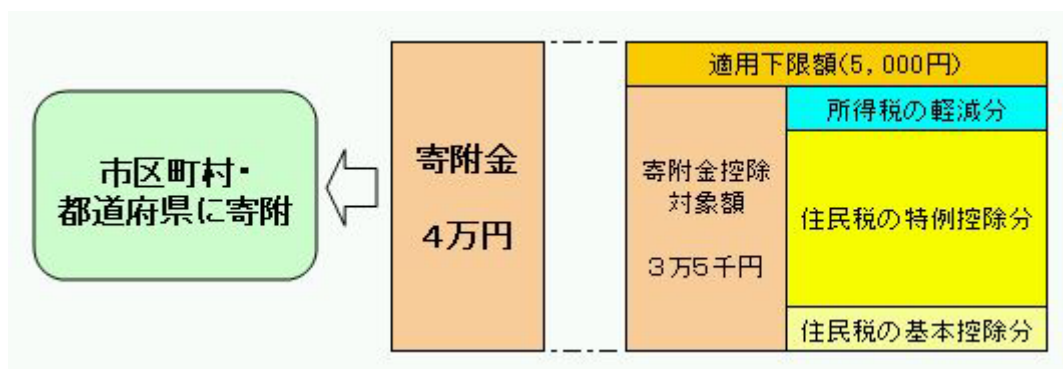 市区町村・
都道府県に寄附
寄附金
4万円
適用下限額(5,000円)
寄附金控除
対象額
3万5千円
所得税の軽減分
住民税の特例控除分
住民税の基本控除分